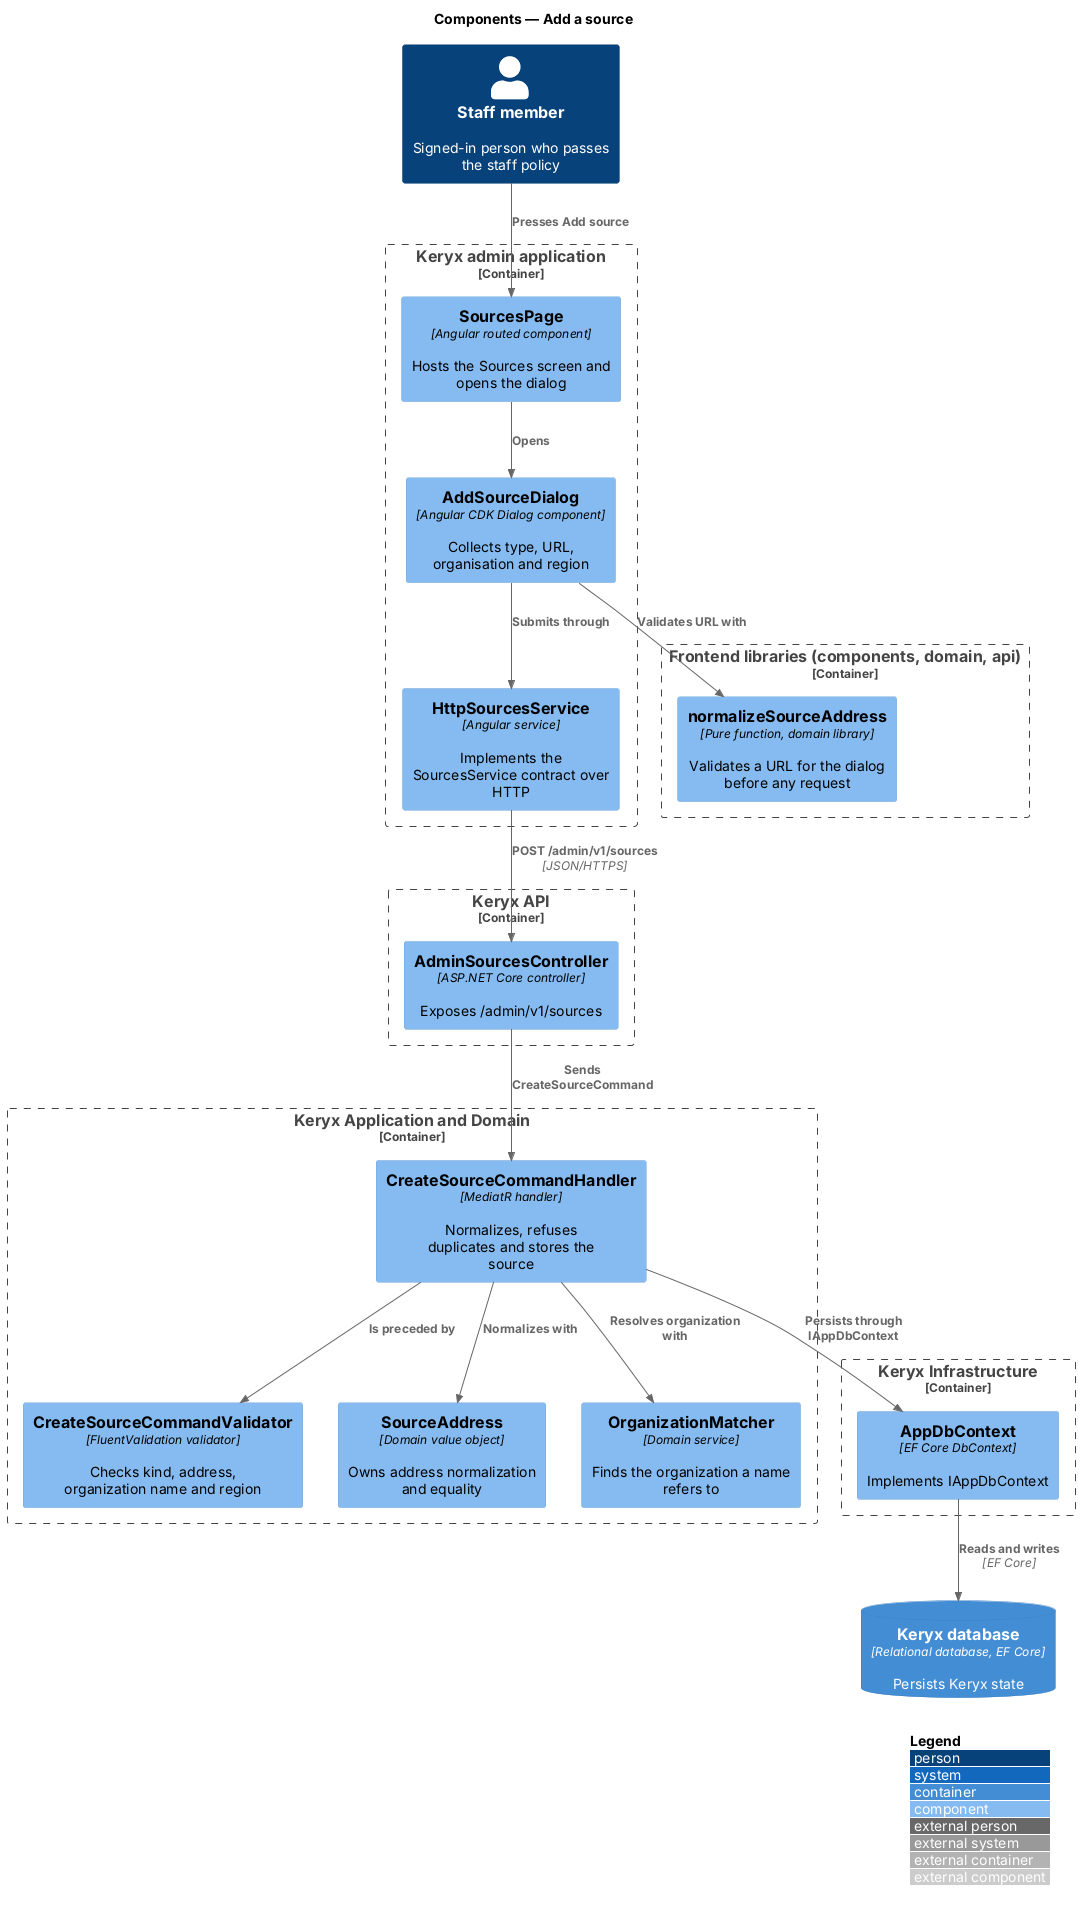 Components — Add a source
Staff member
Signed-in person who passes
the staff policy
Presses Add source
Keryx admin application
[Container]
SourcesPage
[Angular routed component]
Hosts the Sources screen and
opens the dialog
Opens
AddSourceDialog
[Angular CDK Dialog component]
Collects type, URL,
organisation and region
Submits through
Validates URL with
Frontend libraries (components, domain, api)
[Container]
HttpSourcesService
[Angular service]
Implements the
SourcesService contract over
HTTP
normalizeSourceAddress
[Pure function, domain library]
Validates a URL for the dialog
before any request
POST /admin/v1/sources
[JSON/HTTPS]
Keryx API
[Container]
AdminSourcesController
[ASP.NET Core controller]
Exposes /admin/v1/sources
Sends
CreateSourceCommand
Keryx Application and Domain
[Container]
CreateSourceCommandHandler
[MediatR handler]
Normalizes, refuses
duplicates and stores the
source
Is preceded by
Normalizes with
Resolves organization
with
Persists through
IAppDbContext
CreateSourceCommandValidator
[FluentValidation validator]
Checks kind, address,
organization name and region
SourceAddress
[Domain value object]
Owns address normalization
and equality
OrganizationMatcher
[Domain service]
Finds the organization a name
refers to
Keryx Infrastructure
[Container]
AppDbContext
[EF Core DbContext]
Implements IAppDbContext
Reads and writes
[EF Core]
Keryx database
[Relational database, EF Core]
Persists Keryx state
Legend
person
system
container
component
external person
external system
external container
external component